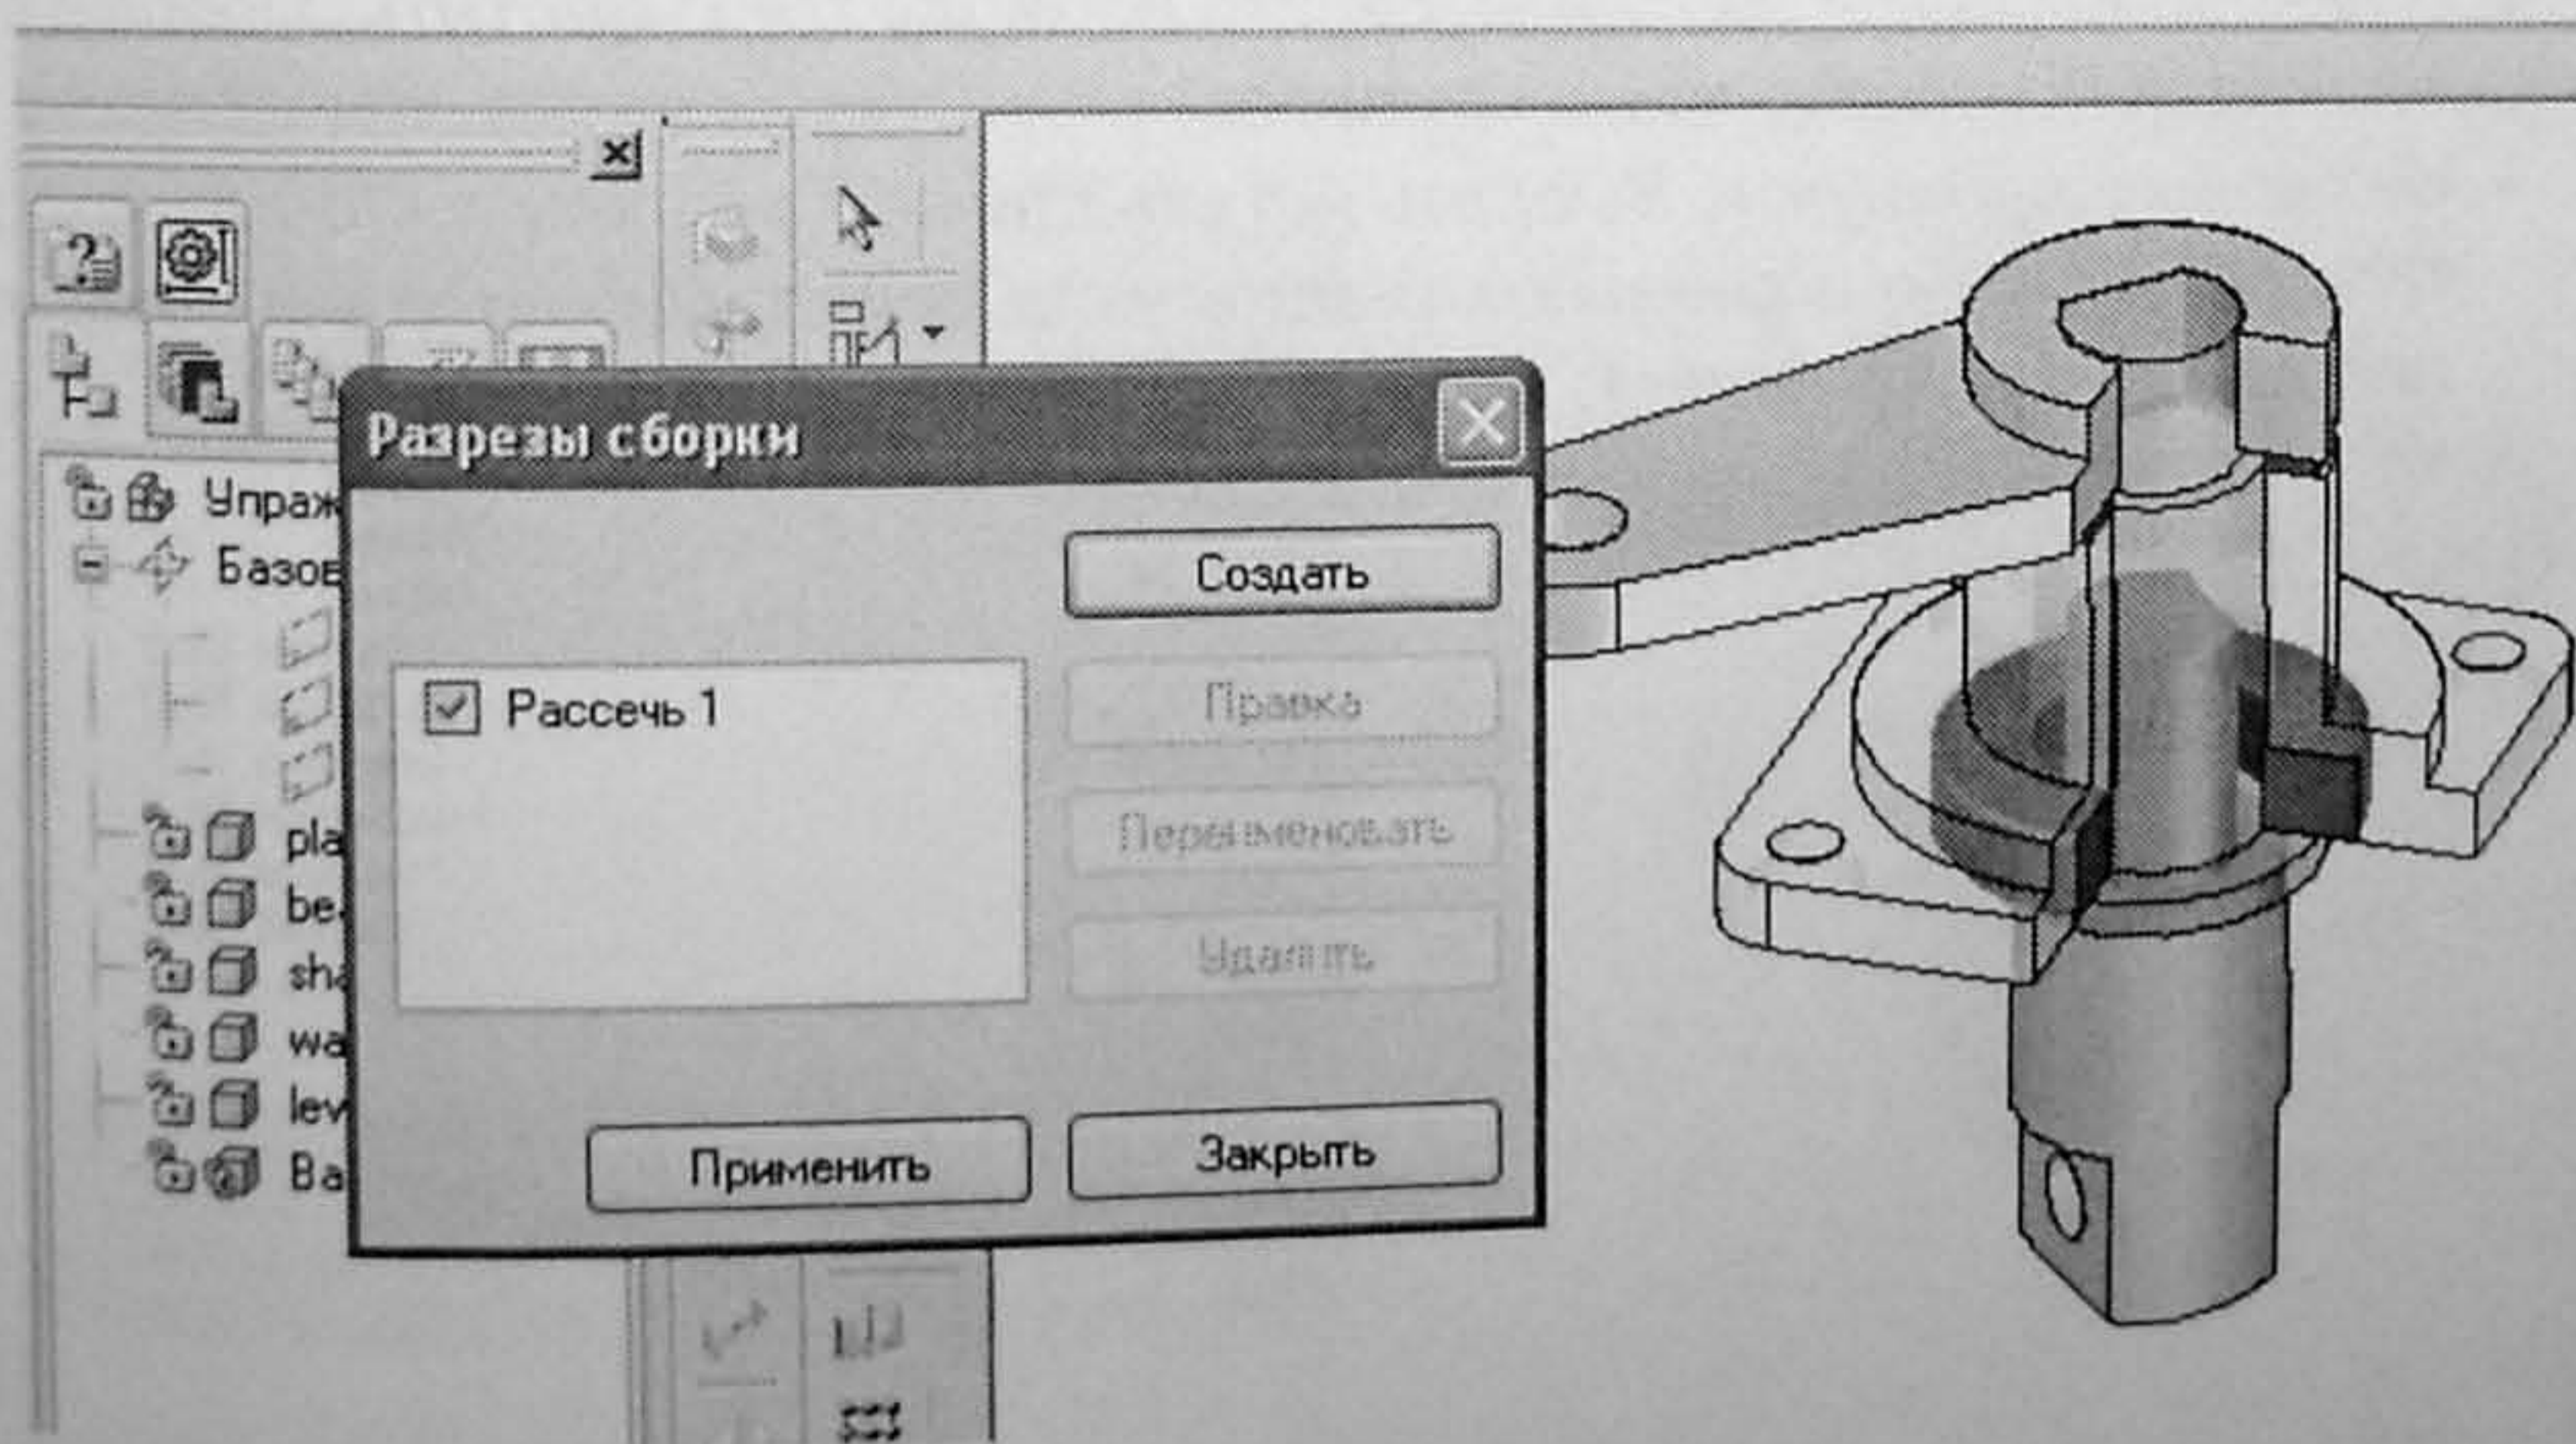 Разрезы сборки
Упраж
Базов
Создать
Рассечь 1
Правка
Переименовать
Удалить
pla
be
sha
wa
lev
Ba
Применить
Закрыть